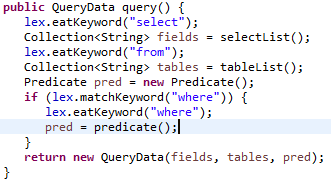 public QueryData query() {
lex.eatKeyword("select");
Collection<String> fields = selectList();
lex.eatKeyword("from");
Collection<String> tables = tableList();
Predicate pred = new Predicate();
if (lex.matchKeyword("where")) {
lex.eatKeyword("where");
pred = predicate();
}
return new QueryData(fields, tables, pred);
}